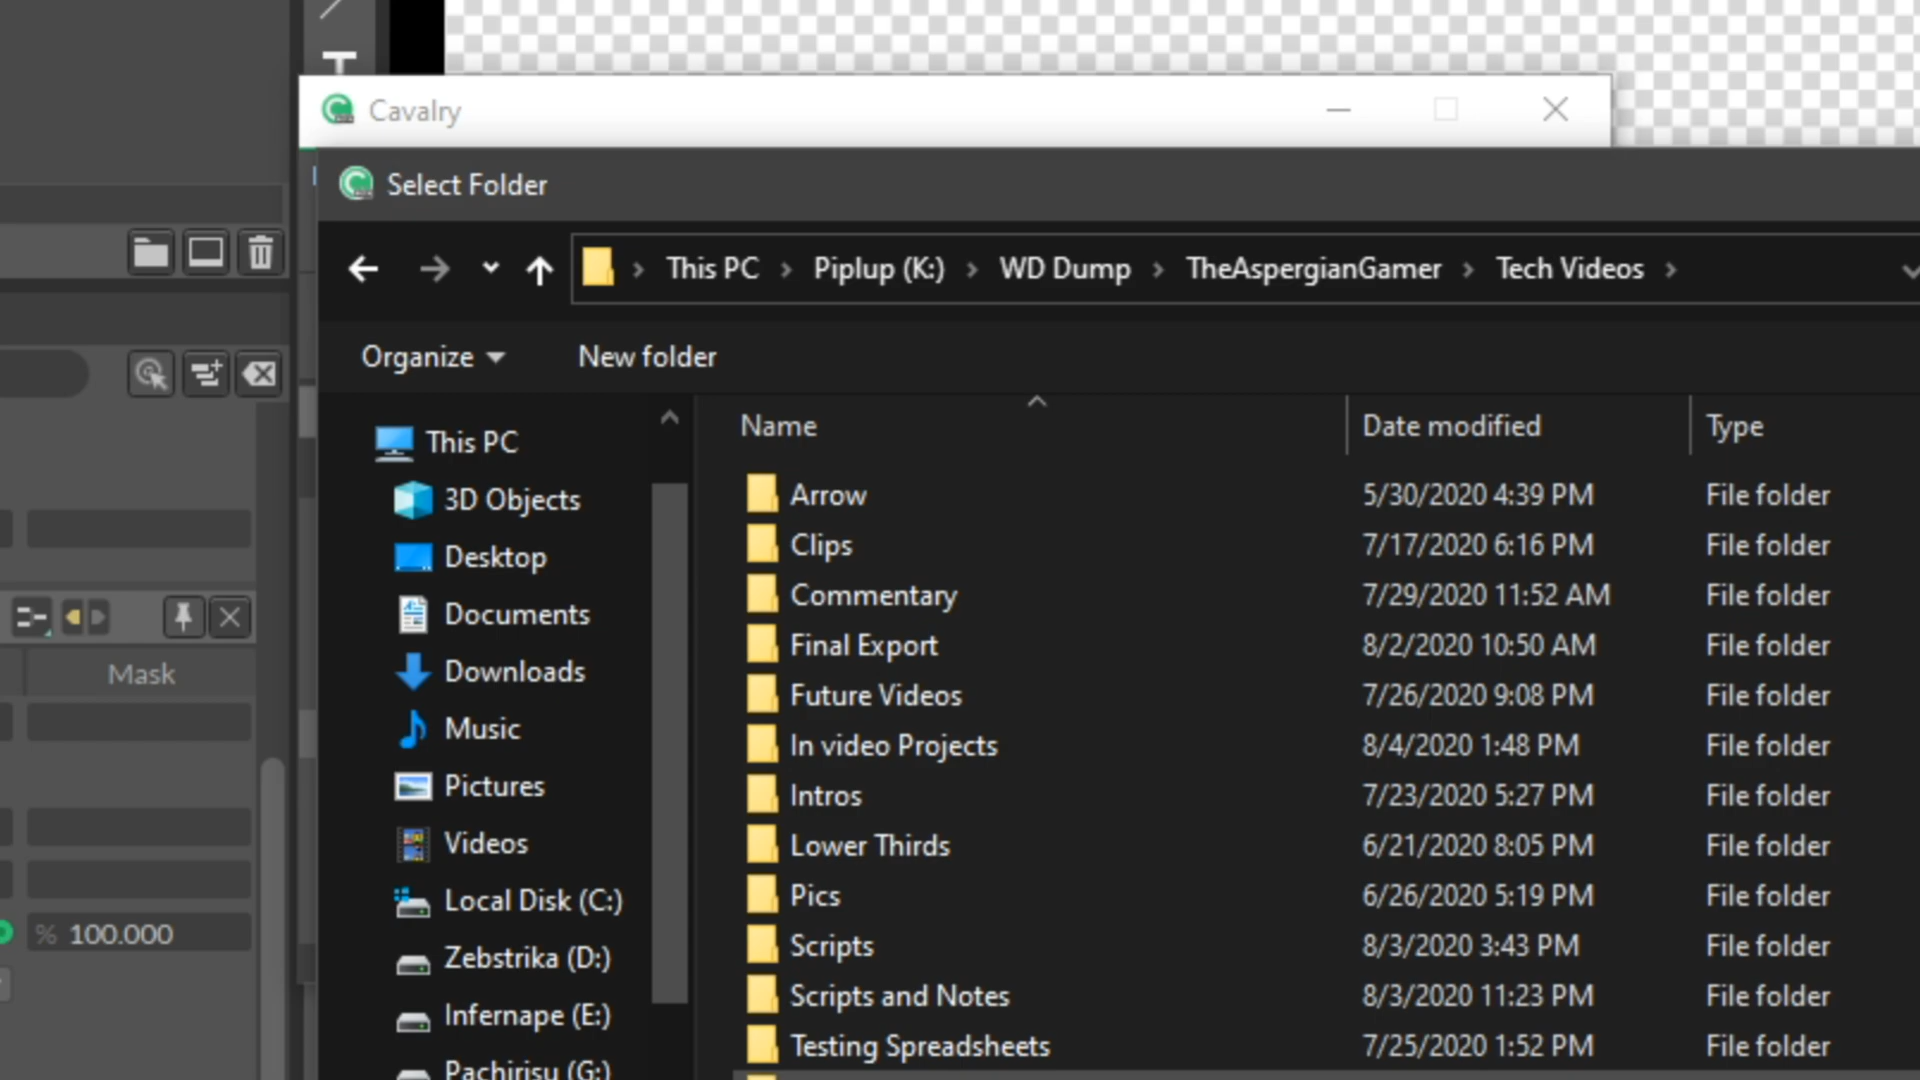 T
Cavalry
Select Folder
This PC > Piplup (K:) > WD Dump > TheAspergianGamer > Tech Videos >
Organize New folder
Name Date modified Type
This PC
3D Objects
Desktop
Documents
Downloads
Music
Pictures
Videos
Local Disk (C:)
Zebstrika (D:)
Infernape (E:)
Pachirisu (G:)
Arrow 5/30/2020 4:39 PM File folder
Clips 7/17/2020 6:16 PM File folder
Commentary 7/29/2020 11:52 AM File folder
Final Export 8/2/2020 10:50 AM File folder
Future Videos 7/26/2020 9:08 PM File folder
In video Projects 8/4/2020 1:48 PM File folder
Intros 7/23/2020 5:27 PM File folder
Lower Thirds 6/21/2020 8:05 PM File folder
Pics 6/26/2020 5:19 PM File folder
Scripts 8/3/2020 3:43 PM File folder
Scripts and Notes 8/3/2020 11:23 PM File folder
Testing Spreadsheets 7/25/2020 1:52 PM File folder
Mask
% 100.000